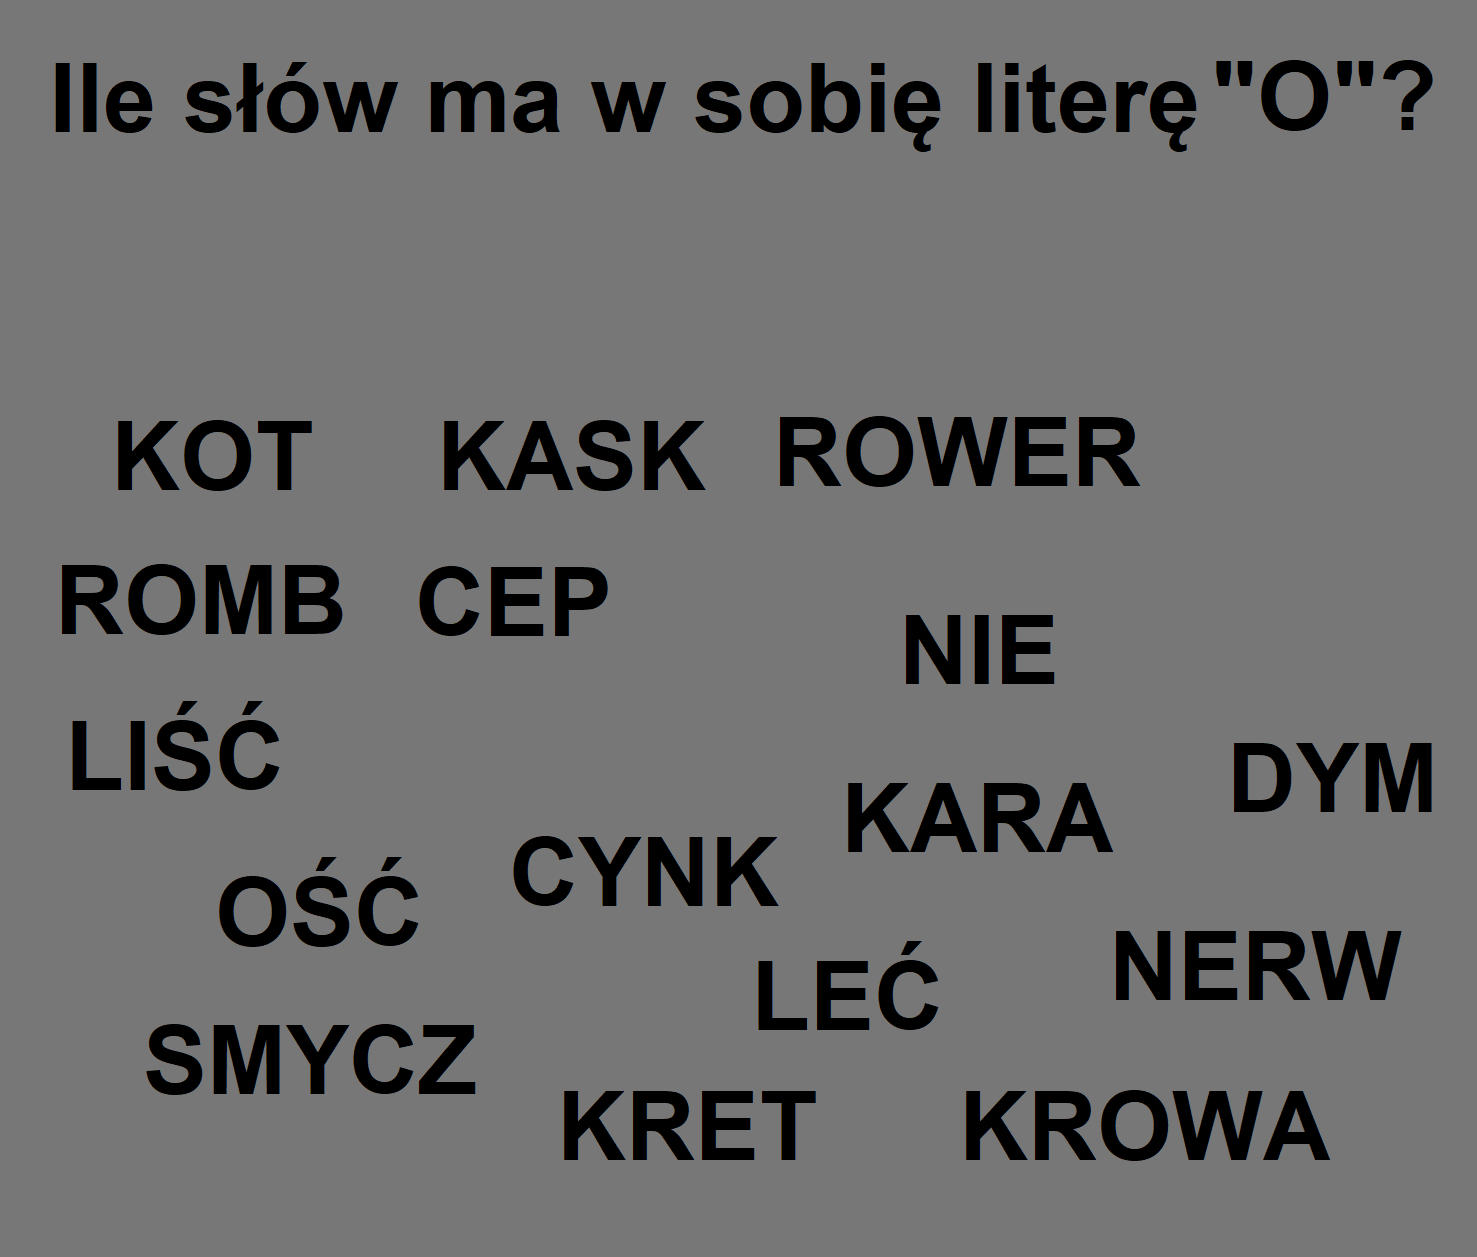 Ile słów ma w sobię literę "O"?
KOT KASK ROWER
ROMB CEP
NIE
LIŚĆ
DYM
KARA
CYNK
OŚĆ
NERW
LEĆ
SMYCZ
KRET KROWA